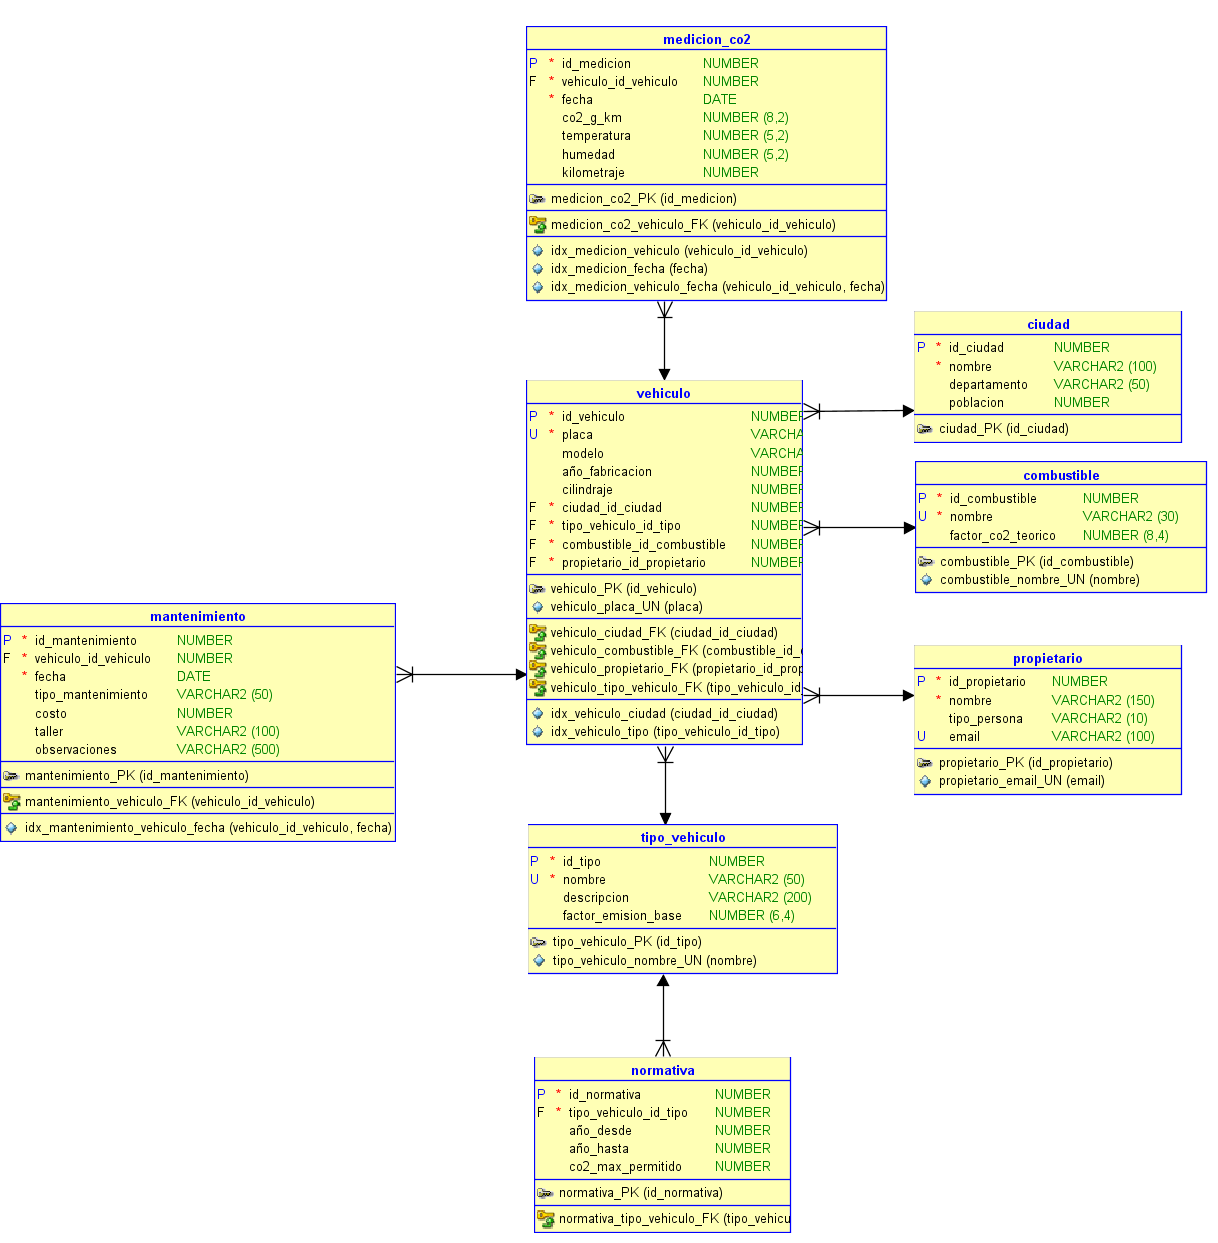 medicion_co2
P * id_medicion NUMBER
F * vehiculo_id_vehiculo NUMBER
* fecha DATE
co2_g_km NUMBER (8,2)
temperatura NUMBER (5,2)
humedad NUMBER (5,2)
kilometraje NUMBER
medicion_co2_PK (id_medicion)
medicion_co2_vehiculo_FK (vehiculo_id_vehiculo)
idx_medicion_vehiculo (vehiculo_id_vehiculo)
idx_medicion_fecha (fecha)
idx_medicion_vehiculo_fecha (vehiculo_id_vehiculo, fecha)
ciudad
P * id_ciudad NUMBER
* nombre VARCHAR2 (100)
departamento VARCHAR2 (50)
poblacion NUMBER
ciudad_PK (id_ciudad)
vehiculo
P * id_vehiculo NUMBER
U * placa VARCHA
modelo VARCHA
año_fabricacion NUMBER
cilindraje NUMBER
F * ciudad_id_ciudad NUMBER
F * tipo_vehiculo_id_tipo NUMBER
F * combustible_id_combustible NUMBER
F * propietario_id_propietario NUMBER
vehiculo_PK (id_vehiculo)
vehiculo_placa_UN (placa)
vehiculo_ciudad_FK (ciudad_id_ciudad)
vehiculo_combustible_FK (combustible_id_c
vehiculo_propietario_FK (propietario_id_prop
vehiculo_tipo_vehiculo_FK (tipo_vehiculo_id
idx_vehiculo_ciudad (ciudad_id_ciudad)
idx_vehiculo_tipo (tipo_vehiculo_id_tipo)
combustible
P * id_combustible NUMBER
U * nombre VARCHAR2 (30)
factor_co2_teorico NUMBER (8,4)
combustible_PK (id_combustible)
combustible_nombre_UN (nombre)
mantenimiento
P * id_mantenimiento NUMBER
F * vehiculo_id_vehiculo NUMBER
* fecha DATE
tipo_mantenimiento VARCHAR2 (50)
costo NUMBER
taller VARCHAR2 (100)
observaciones VARCHAR2 (500)
mantenimiento_PK (id_mantenimiento)
mantenimiento_vehiculo_FK (vehiculo_id_vehiculo)
idx_mantenimiento_vehiculo_fecha (vehiculo_id_vehiculo, fecha)
propietario
P * id_propietario NUMBER
* nombre VARCHAR2 (150)
tipo_persona VARCHAR2 (10)
U email VARCHAR2 (100)
propietario_PK (id_propietario)
propietario_email_UN (email)
tipo_vehiculo
P * id_tipo NUMBER
U * nombre VARCHAR2 (50)
descripcion VARCHAR2 (200)
factor_emision_base NUMBER (6,4)
tipo_vehiculo_PK (id_tipo)
tipo_vehiculo_nombre_UN (nombre)
normativa
P * id_normativa NUMBER
F * tipo_vehiculo_id_tipo NUMBER
año_desde NUMBER
año_hasta NUMBER
co2_max_permitido NUMBER
normativa_PK (id_normativa)
normativa_tipo_vehiculo_FK (tipo_vehicu